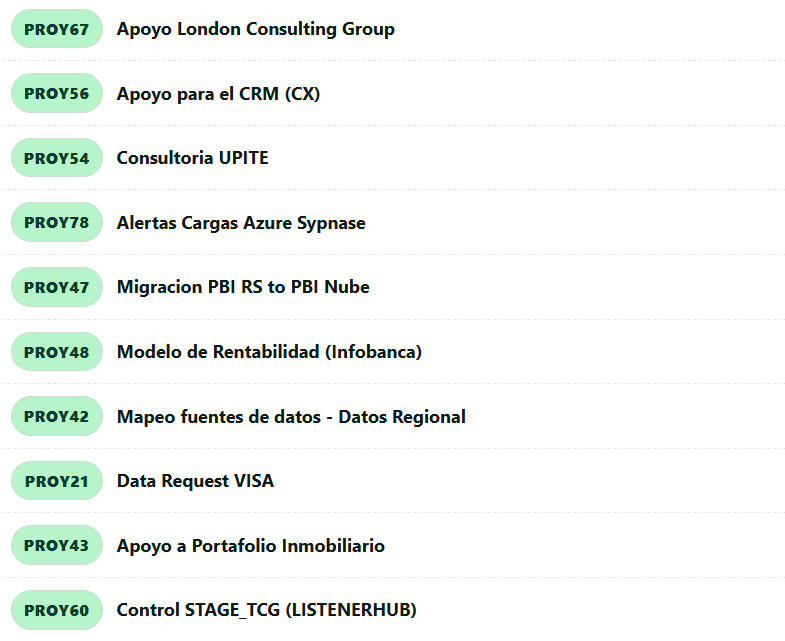 PROY67 Apoyo London Consulting Group
PROY56 Apoyo para el CRM (CX)
PROY54 Consultoria UPITE
PROY78 Alertas Cargas Azure Sypnase
PROY47 Migracion PBI RS to PBI Nube
PROY48 Modelo de Rentabilidad (Infobanca)
PROY42 Mapeo fuentes de datos - Datos Regional
PROY21 Data Request VISA
PROY43 Apoyo a Portafolio Inmobiliario
PROY60 Control STAGE_TCG (LISTENERHUB)